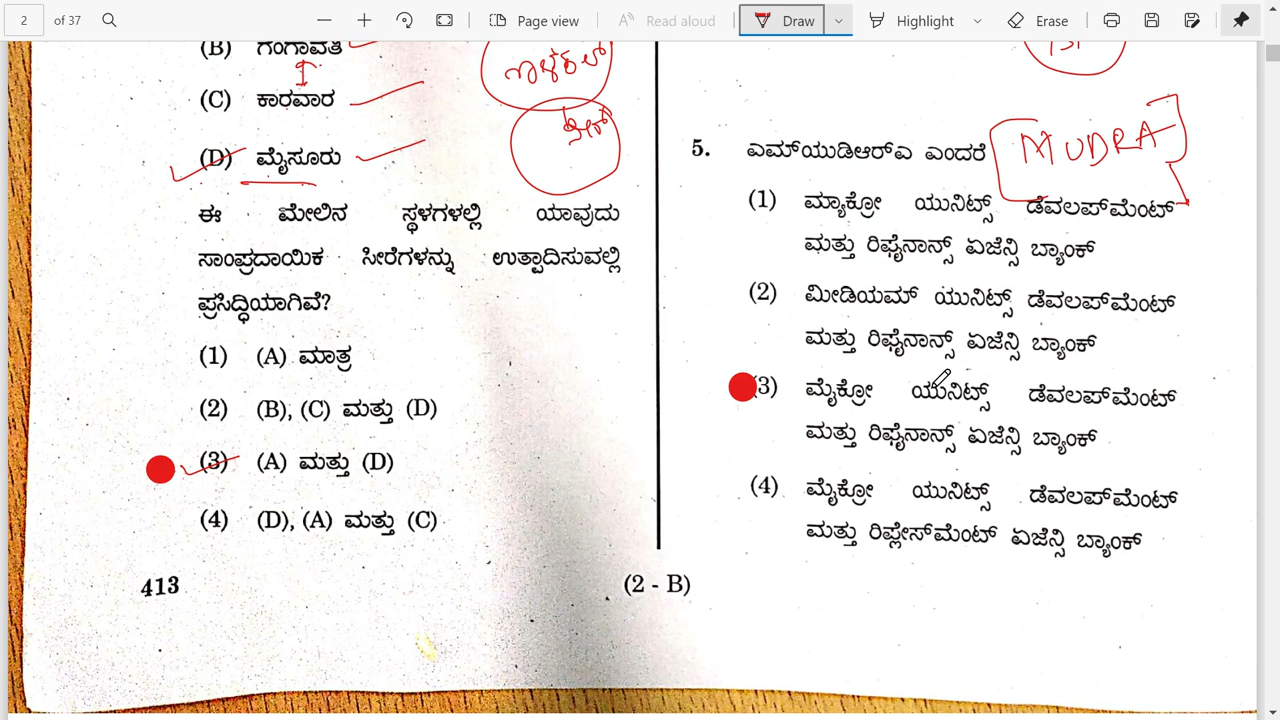 2 of 37 Page view Read aloud Draw Highlight Erase
(B) ಗಂಗಾವತಿ
(C) ಕಾರವಾರ
(D) ಮೈಸೂರು
ಈ ಮೇಲಿನ ಸ್ಥಳಗಳಲ್ಲಿ ಯಾವುದು
ಸಾಂಪ್ರದಾಯಿಕ ಸೀರೆಗಳನ್ನು ಉತ್ಪಾದಿಸುವಲ್ಲಿ
ಪ್ರಸಿದ್ಧಿಯಾಗಿವೆ?
(1) (A) ಮಾತ್ರ
(2) (B), (C) ಮತ್ತು (D)
(3) (A) ಮತ್ತು (D)
(4) (D), (A) ಮತ್ತು (C)
5. ಎಮ್‌ಯುಡಿಆರ್‌ಎ ಎಂದರೆ MUDRA
(1) ಮ್ಯಾಕ್ರೋ ಯುನಿಟ್ಸ್ ಡೆವಲಪ್‌ಮೆಂಟ್
ಮತ್ತು ರಿಫೈನಾನ್ಸ್ ಏಜೆನ್ಸಿ ಬ್ಯಾಂಕ್
(2) ಮೀಡಿಯಮ್ ಯುನಿಟ್ಸ್ ಡೆವಲಪ್‌ಮೆಂಟ್
ಮತ್ತು ರಿಫೈನಾನ್ಸ್ ಏಜೆನ್ಸಿ ಬ್ಯಾಂಕ್
(3) ಮೈಕ್ರೋ ಯುನಿಟ್ಸ್ ಡೆವಲಪ್‌ಮೆಂಟ್
ಮತ್ತು ರಿಫೈನಾನ್ಸ್ ಏಜೆನ್ಸಿ ಬ್ಯಾಂಕ್
(4) ಮೈಕ್ರೋ ಯುನಿಟ್ಸ್ ಡೆವಲಪ್‌ಮೆಂಟ್
ಮತ್ತು ರಿಪ್ಲೇಸ್‌ಮೆಂಟ್ ಏಜೆನ್ಸಿ ಬ್ಯಾಂಕ್
413
(2 - B)